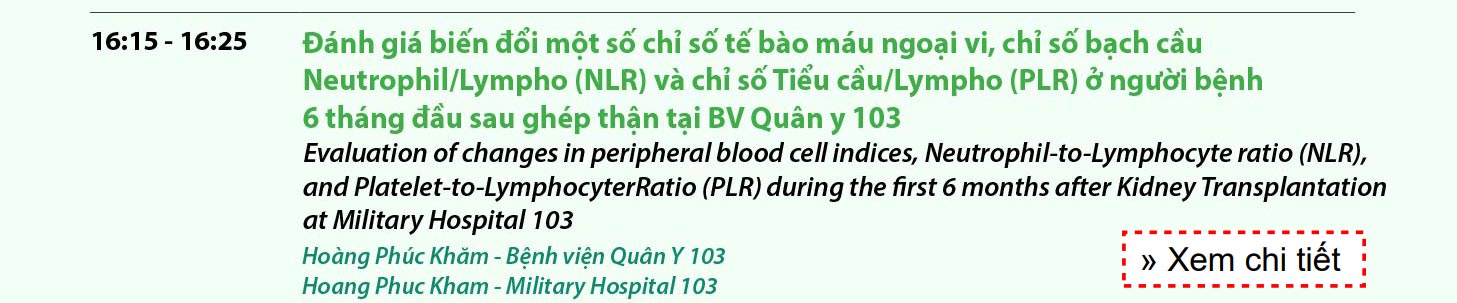 16:15 - 16:25
Đánh giá biến đổi một số chỉ số tế bào máu ngoại vi, chỉ số bạch cầu
Neutrophil/Lympho (NLR) và chỉ số Tiểu cầu/Lympho (PLR) ở người bệnh
6 tháng đầu sau ghép thận tại BV Quân y 103
Evaluation of changes in peripheral blood cell indices, Neutrophil-to-Lymphocyte ratio (NLR),
and Platelet-to-LymphocyterRatio (PLR) during the first 6 months after Kidney Transplantation
at Military Hospital 103
Hoàng Phúc Khăm - Bệnh viện Quân Y 103
Hoang Phuc Kham - Military Hospital 103
» Xem chi tiết